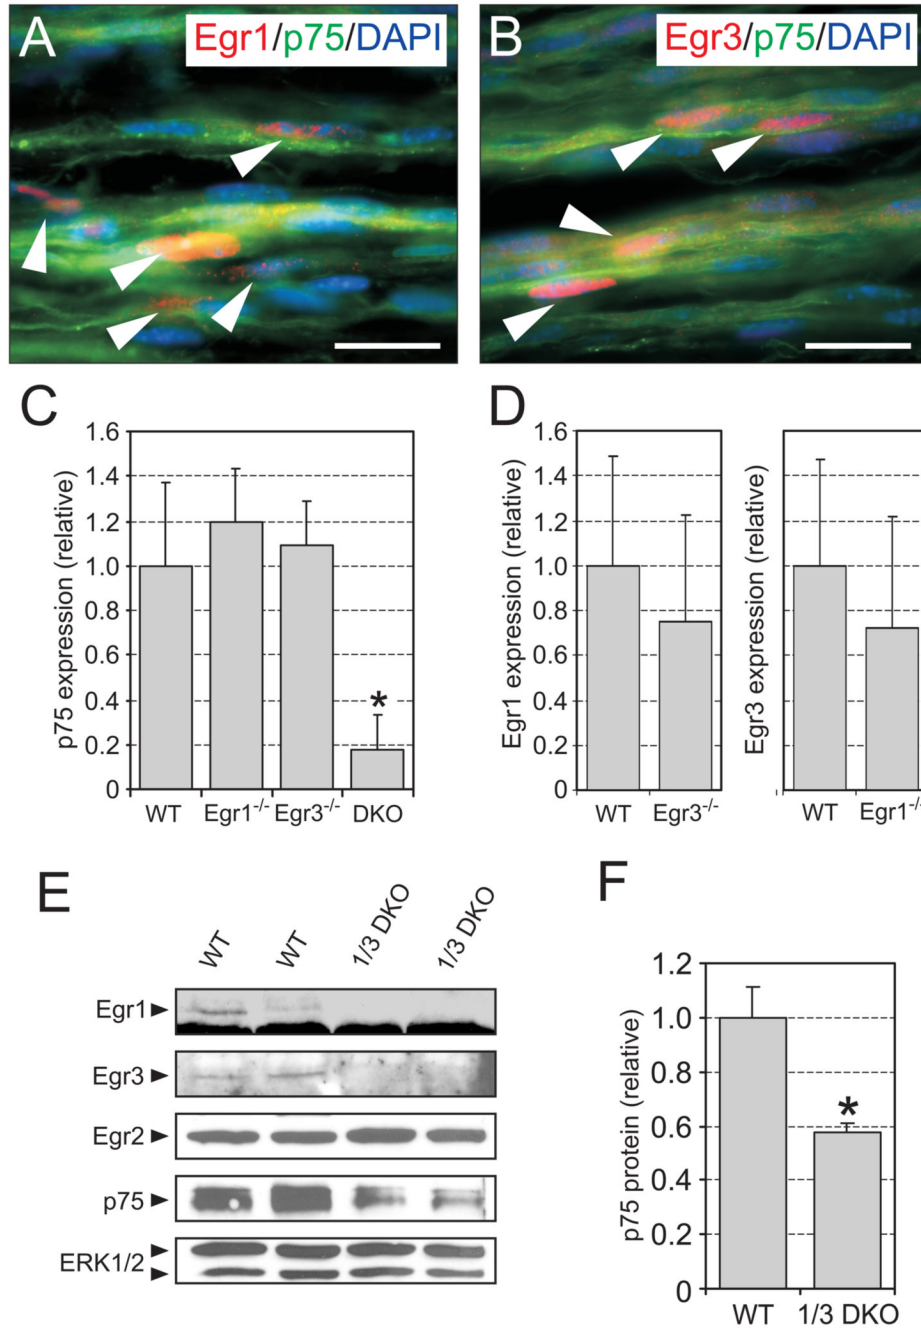 A
Egr1/p75/DAPI
B
Egr3/p75/DAPI
C
p75 expression (relative)
1.6
1.4
1.2
1.0
0.8
0.6
0.4
0.2
0
*
WT Egr1-/- Egr3-/- DKO
D
Egr1 expression (relative)
1.6
1.4
1.2
1.0
0.8
0.6
0.4
0.2
0
WT Egr3-/-
Egr3 expression (relative)
WT Egr1-/-
E
WT WT 1/3 DKO 1/3 DKO
Egr1
Egr3
Egr2
p75
ERK1/2
F
p75 protein (relative)
1.2
1.0
0.8
0.6
0.4
0.2
0
*
WT 1/3 DKO